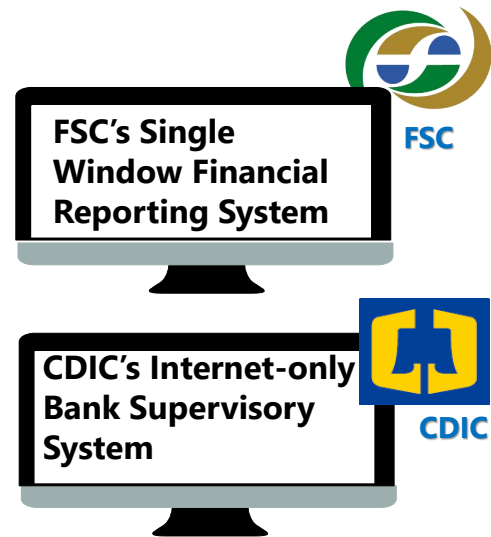 FSC’s Single
Window Financial
Reporting System
FSC
CDIC’s Internet-only
Bank Supervisory
System
CDIC